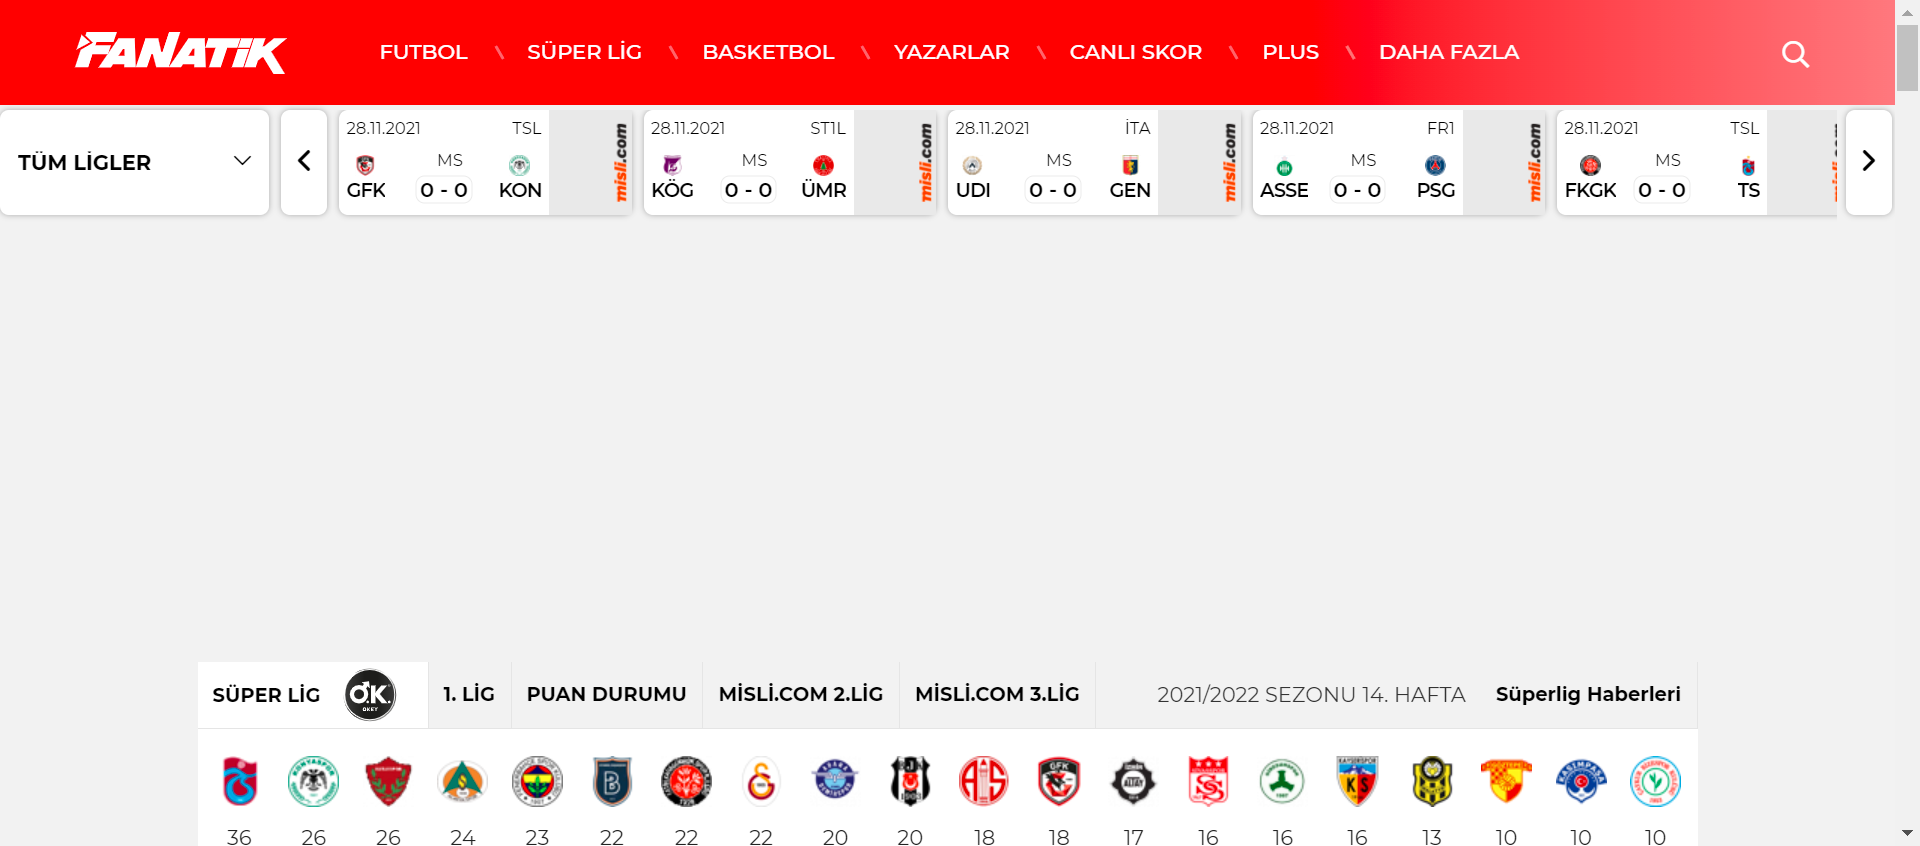 FANATİK
FUTBOL \ SÜPER LİG \ BASKETBOL \ YAZARLAR \ CANLI SKOR \ PLUS \ DAHA FAZLA
TÜM LİGLER
28.11.2021 TSL
MS
GFK 0 - 0 KON
misli.com
28.11.2021 ST1L
MS
KÖG 0 - 0 ÜMR
misli.com
28.11.2021 İTA
MS
UDI 0 - 0 GEN
misli.com
28.11.2021 FR1
MS
ASSE 0 - 0 PSG
misli.com
28.11.2021 TSL
MS
FKGK 0 - 0 TS
SÜPER LİG O.K. OKEY 1. LİG PUAN DURUMU MİSLİ.COM 2.LİG MİSLİ.COM 3.LİG 2021/2022 SEZONU 14. HAFTA Süperlig Haberleri
36 26 26 24 23 22 22 22 20 20 18 18 17 16 16 16 13 10 10 10